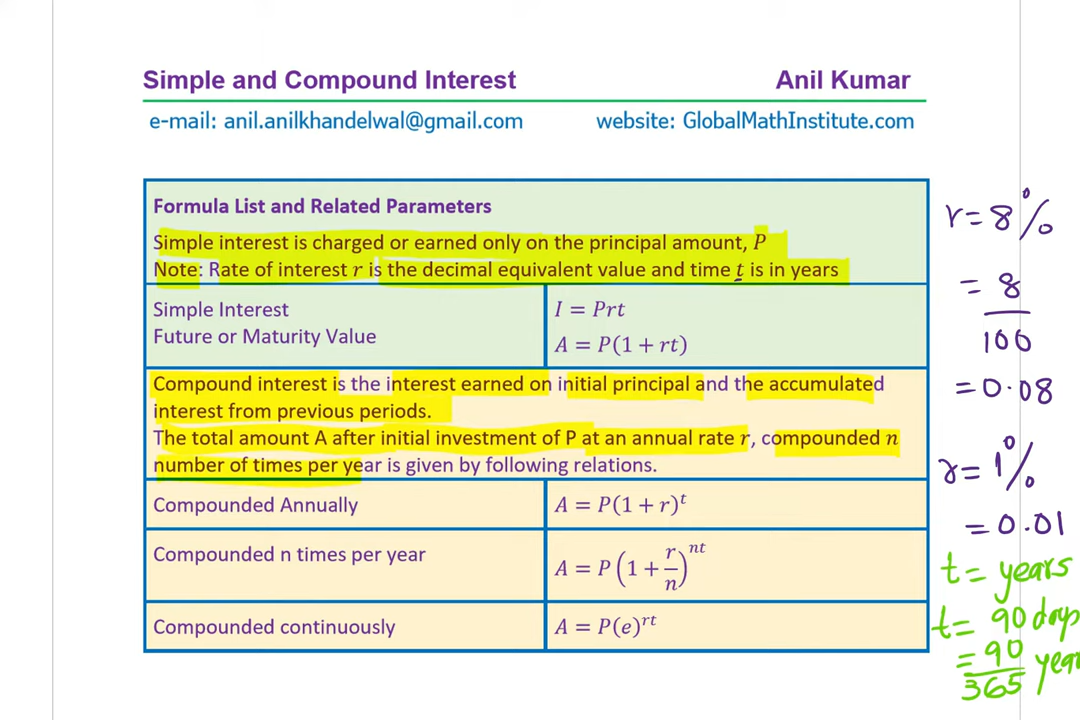 Simple and Compound Interest Anil Kumar
e-mail: anil.anilkhandelwal@gmail.com website: GlobalMathInstitute.com
Formula List and Related Parameters
Simple interest is charged or earned only on the principal amount, P
Note: Rate of interest r is the decimal equivalent value and time t is in years
Simple Interest
Future or Maturity Value
I = Prt
A = P(1 + rt)
Compound interest is the interest earned on initial principal and the accumulated
interest from previous periods.
The total amount A after initial investment of P at an annual rate r, compounded n
number of times per year is given by following relations.
Compounded Annually A = P(1 + r)^t
Compounded n times per year A = P(1 + r/n)^nt
Compounded continuously A = P(e)^rt
r = 8%
= 8/100
= 0.08
r = 1%
= 0.01
t = years
t = 90 days
= 90/365 year